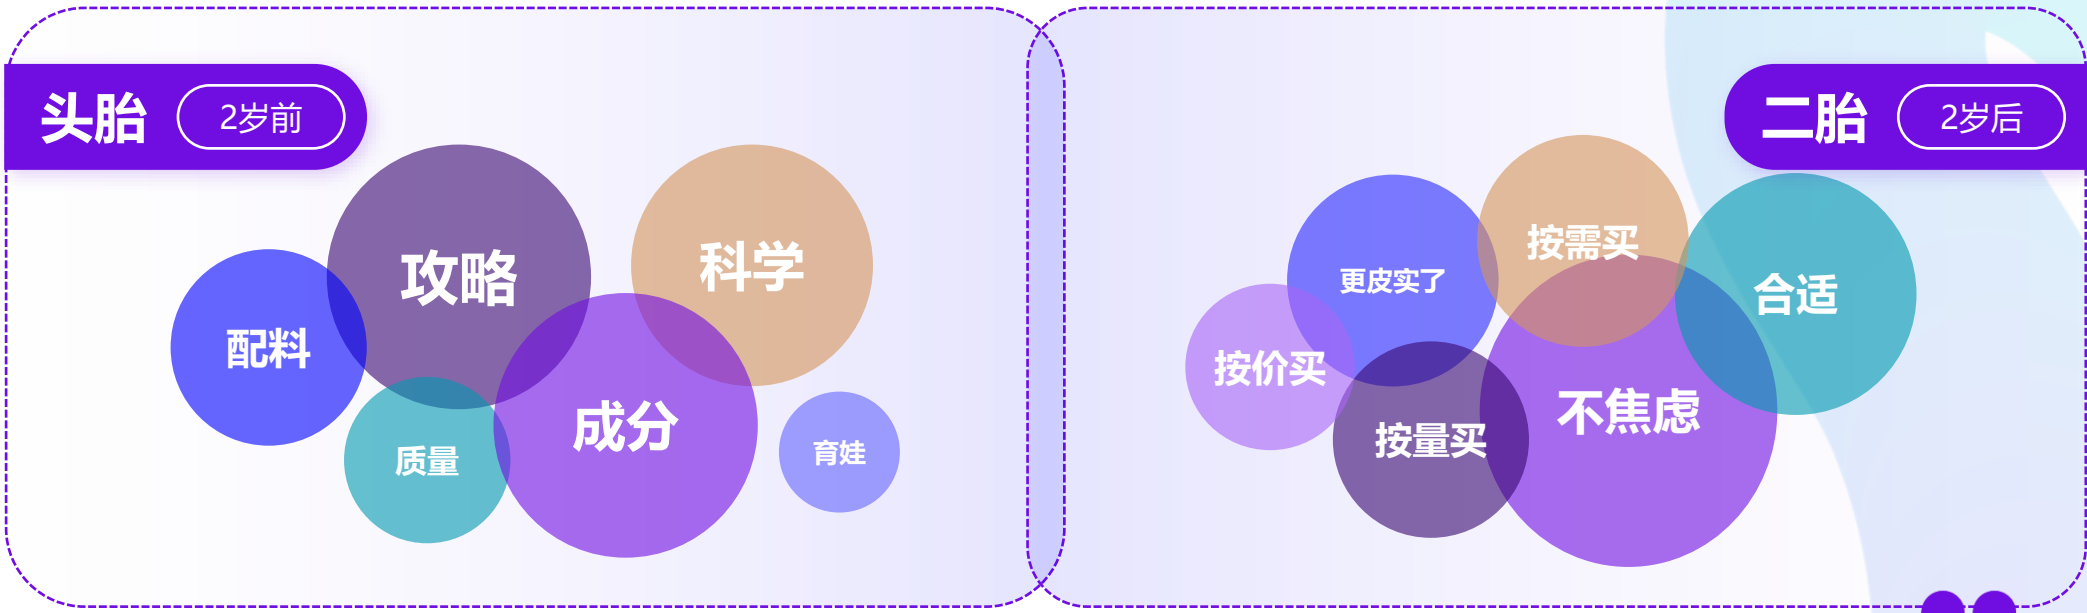 头胎 2岁前
攻略
科学
配料
成分
质量
育娃
二胎 2岁后
按需买
更皮实了
合适
按价买
不焦虑
按量买